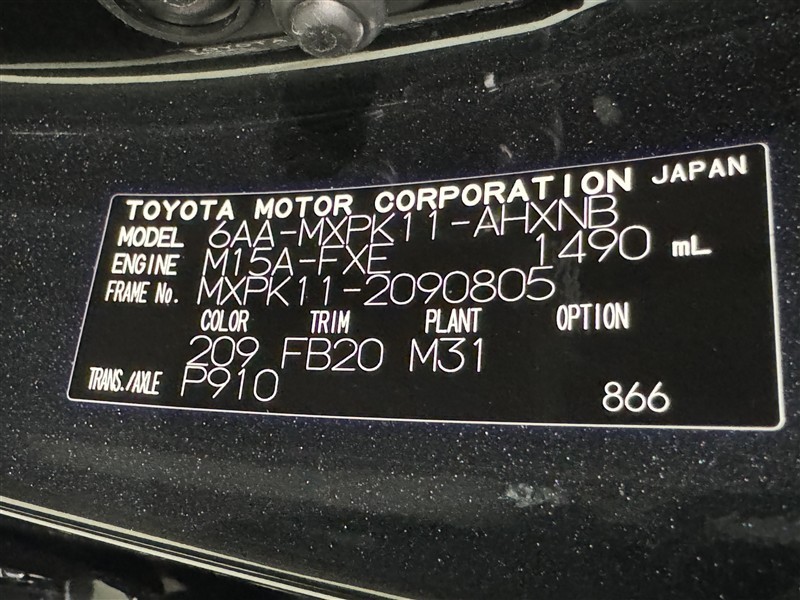 TOYOTA MOTOR CORPORATION JAPAN
MODEL 6AA-MXPK11-AHXNB
ENGINE M15A-FXE 1490 mL
FRAME No. MXPK11-2090805
COLOR TRIM PLANT OPTION
209 FB20 M31
TRANS./AXLE P910
866